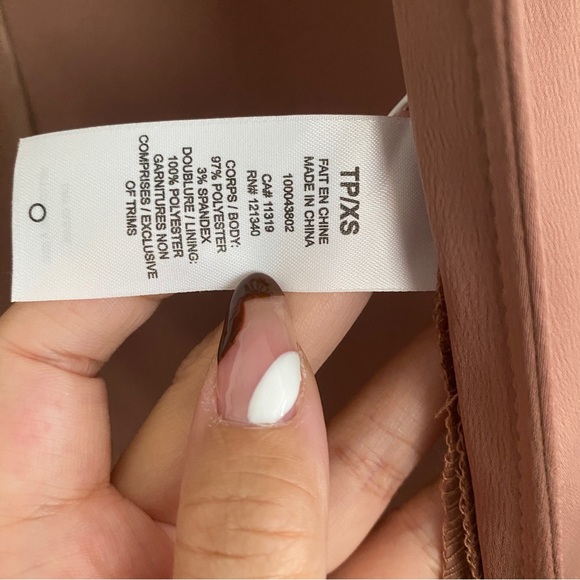 TP/XS
FAIT EN CHINE
MADE IN CHINA
100043802
CA# 11319
RN# 121340
CORPS / BODY:
97% POLYESTER
3% SPANDEX
DOUBLURE / LINING:
100% POLYESTER
GARNITURES NON
COMPRISES / EXCLUSIVE
OF TRIMS